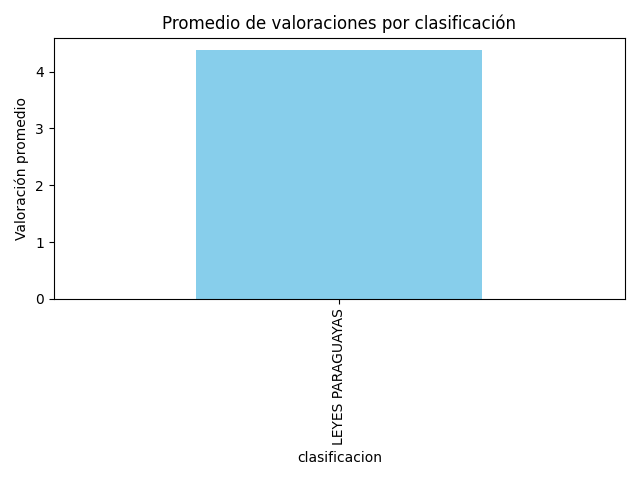 Promedio de valoraciones por clasificación
Valoración promedio
4
3
2
1
0
LEYES PARAGUAYAS
clasificacion